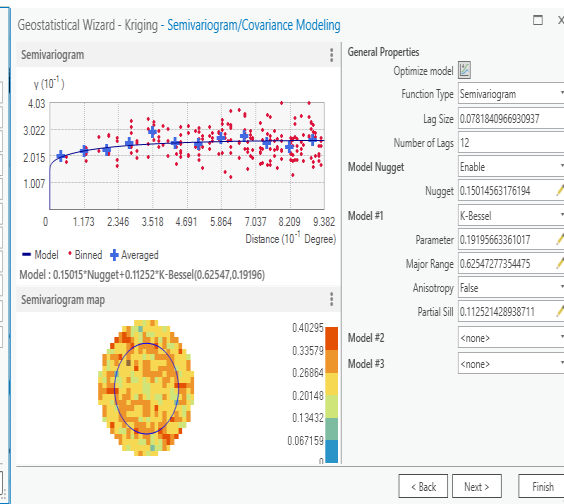 Geostatistical Wizard - Kriging - Semivariogram/Covariance Modeling
Semivariogram
γ (10⁻¹)
4.03
3.022
2.015
1.007
0 1.173 2.346 3.518 4.691 5.864 7.037 8.209 9.382
Distance (10⁻¹ Degree)
Model Binned Averaged
Model : 0.15015*Nugget+0.11252*K-Bessel(0.62547,0.19196)
Semivariogram map
0.40295
0.33579
0.26864
0.20148
0.13432
0.067159
0
General Properties
Optimize model
Function Type Semivariogram
Lag Size 0.0781840966930937
Number of Lags 12
Model Nugget Enable
Nugget 0.15014563176194
Model #1 K-Bessel
Parameter 0.19195663361017
Major Range 0.62547277354475
Anisotropy False
Partial Sill 0.112521428938711
Model #2 <none>
Model #3 <none>
< Back Next > Finish